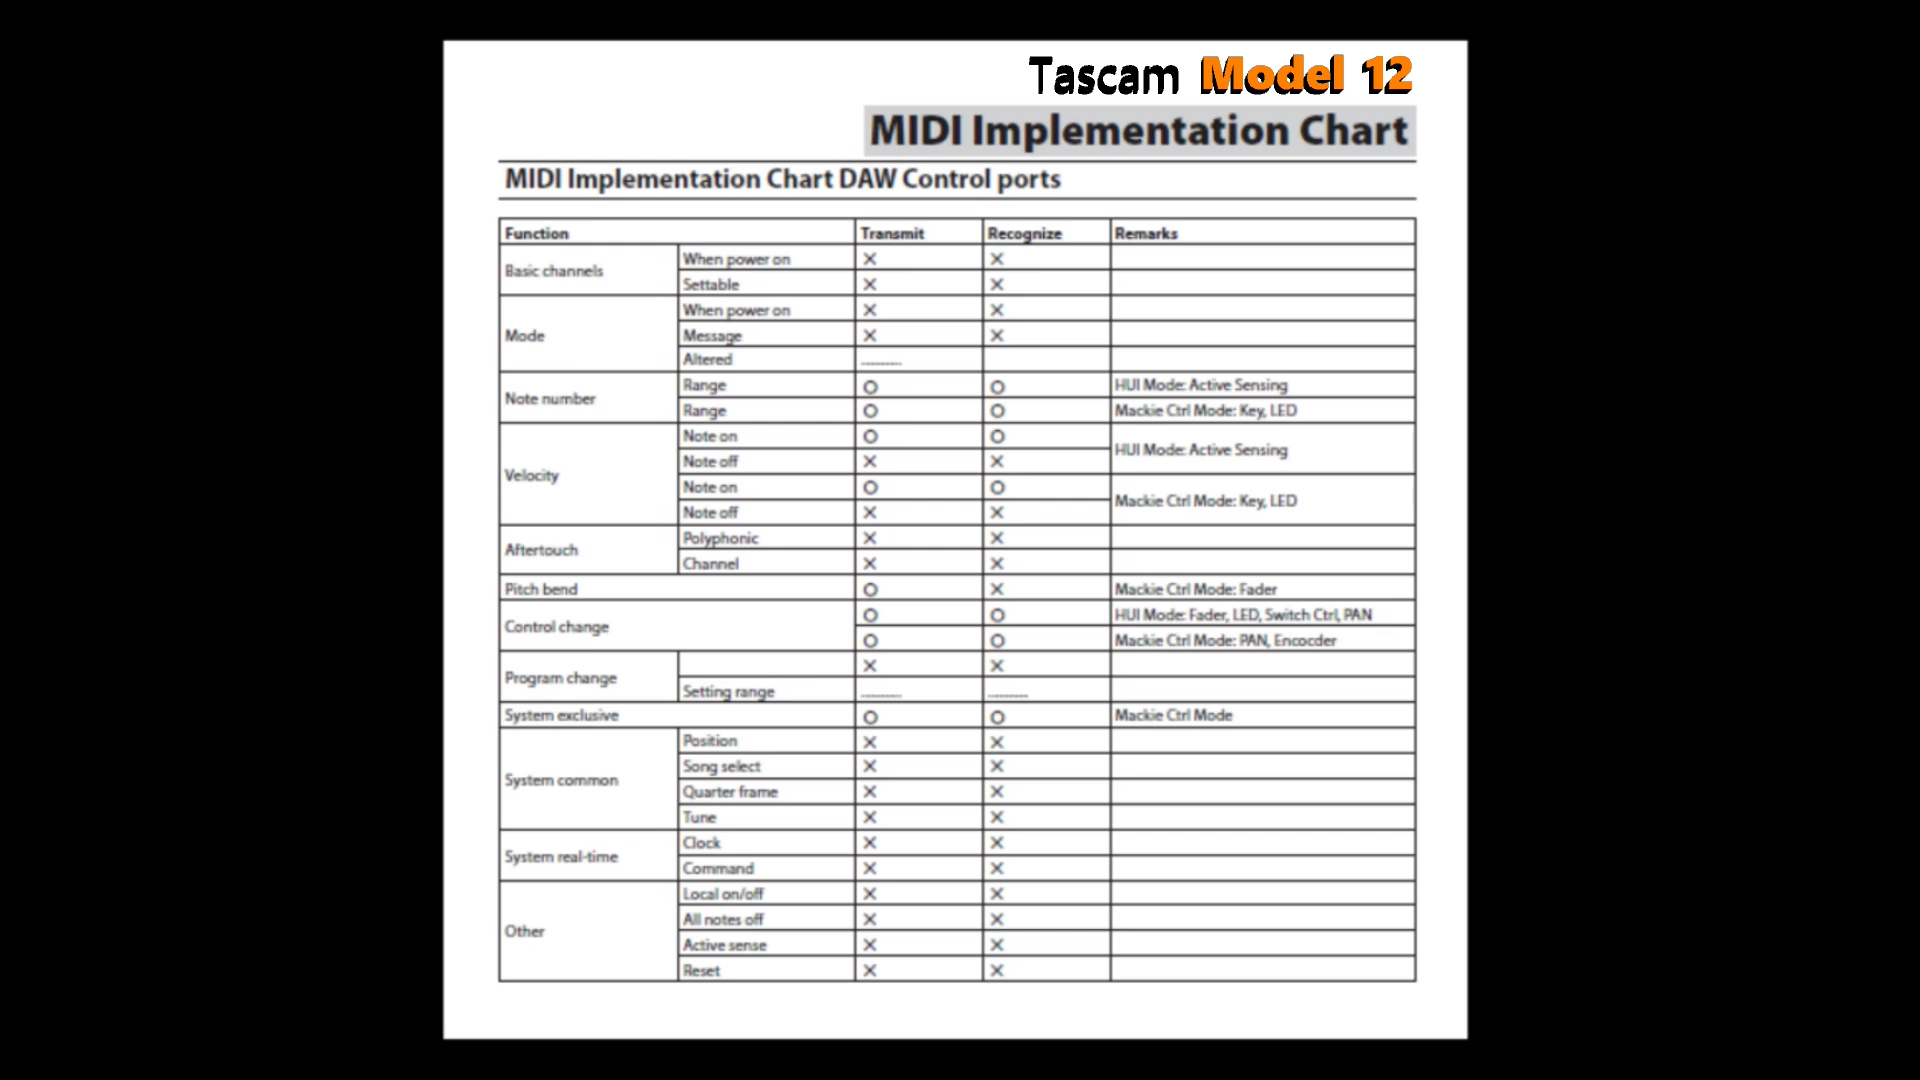 Tascam Model 12
MIDI Implementation Chart
MIDI Implementation Chart DAW Control ports
Function Transmit Recognize Remarks
Basic channels When power on X X
Settable X X
Mode When power on X X
Message X X
Altered ............
Note number Range O O HUI Mode: Active Sensing
Range O O Mackie Ctrl Mode: Key, LED
Velocity Note on O O HUI Mode: Active Sensing
Note off X X
Note on O O Mackie Ctrl Mode: Key, LED
Note off X X
Aftertouch Polyphonic X X
Channel X X
Pitch bend O X Mackie Ctrl Mode: Fader
Control change O O HUI Mode: Fader, LED, Switch Ctrl, PAN
O O Mackie Ctrl Mode: PAN, Encocder
Program change X X
Setting range ............ ............
System exclusive O O Mackie Ctrl Mode
System common Position X X
Song select X X
Quarter frame X X
Tune X X
System real-time Clock X X
Command X X
Other Local on/off X X
All notes off X X
Active sense X X
Reset X X